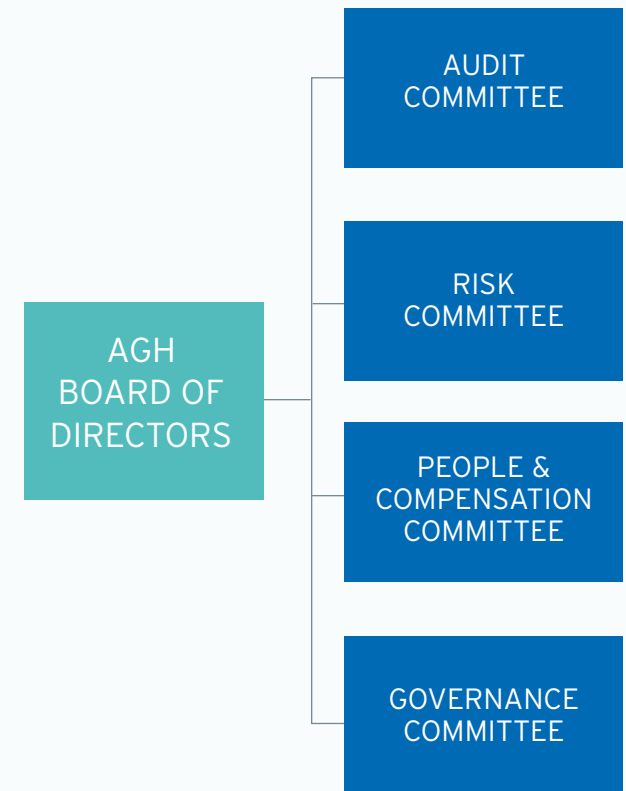 AUDIT
COMMITTEE
RISK
COMMITTEE
AGH
BOARD OF
DIRECTORS
PEOPLE &
COMPENSATION
COMMITTEE
GOVERNANCE
COMMITTEE